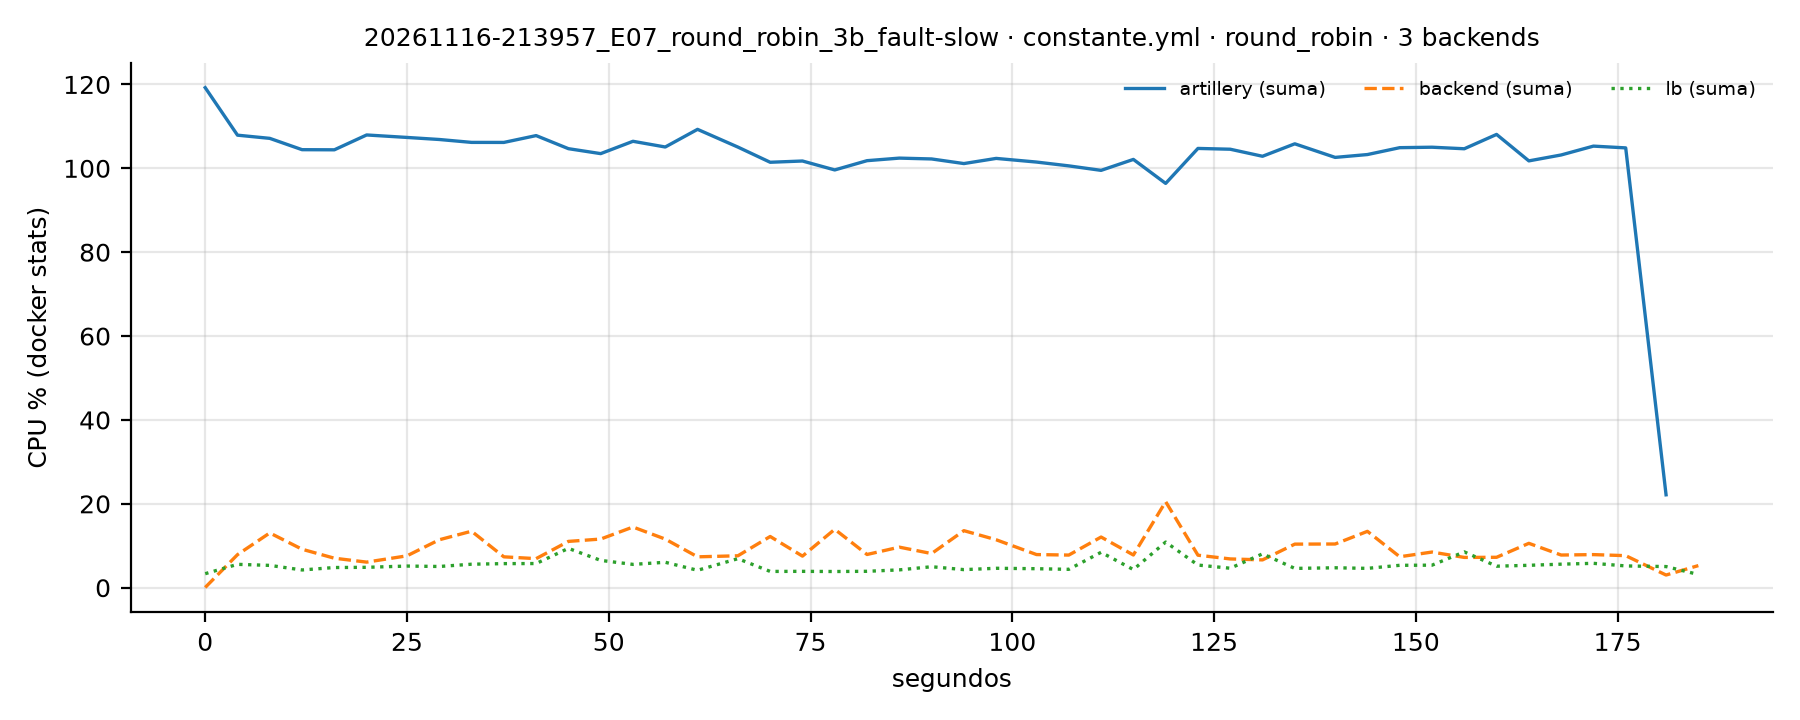 20261116-213957_E07_round_robin_3b_fault-slow · constante.yml · round_robin · 3 backends
artillery (suma) backend (suma) lb (suma)
CPU % (docker stats)
120
100
80
60
40
20
0
0 25 50 75 100 125 150 175
segundos